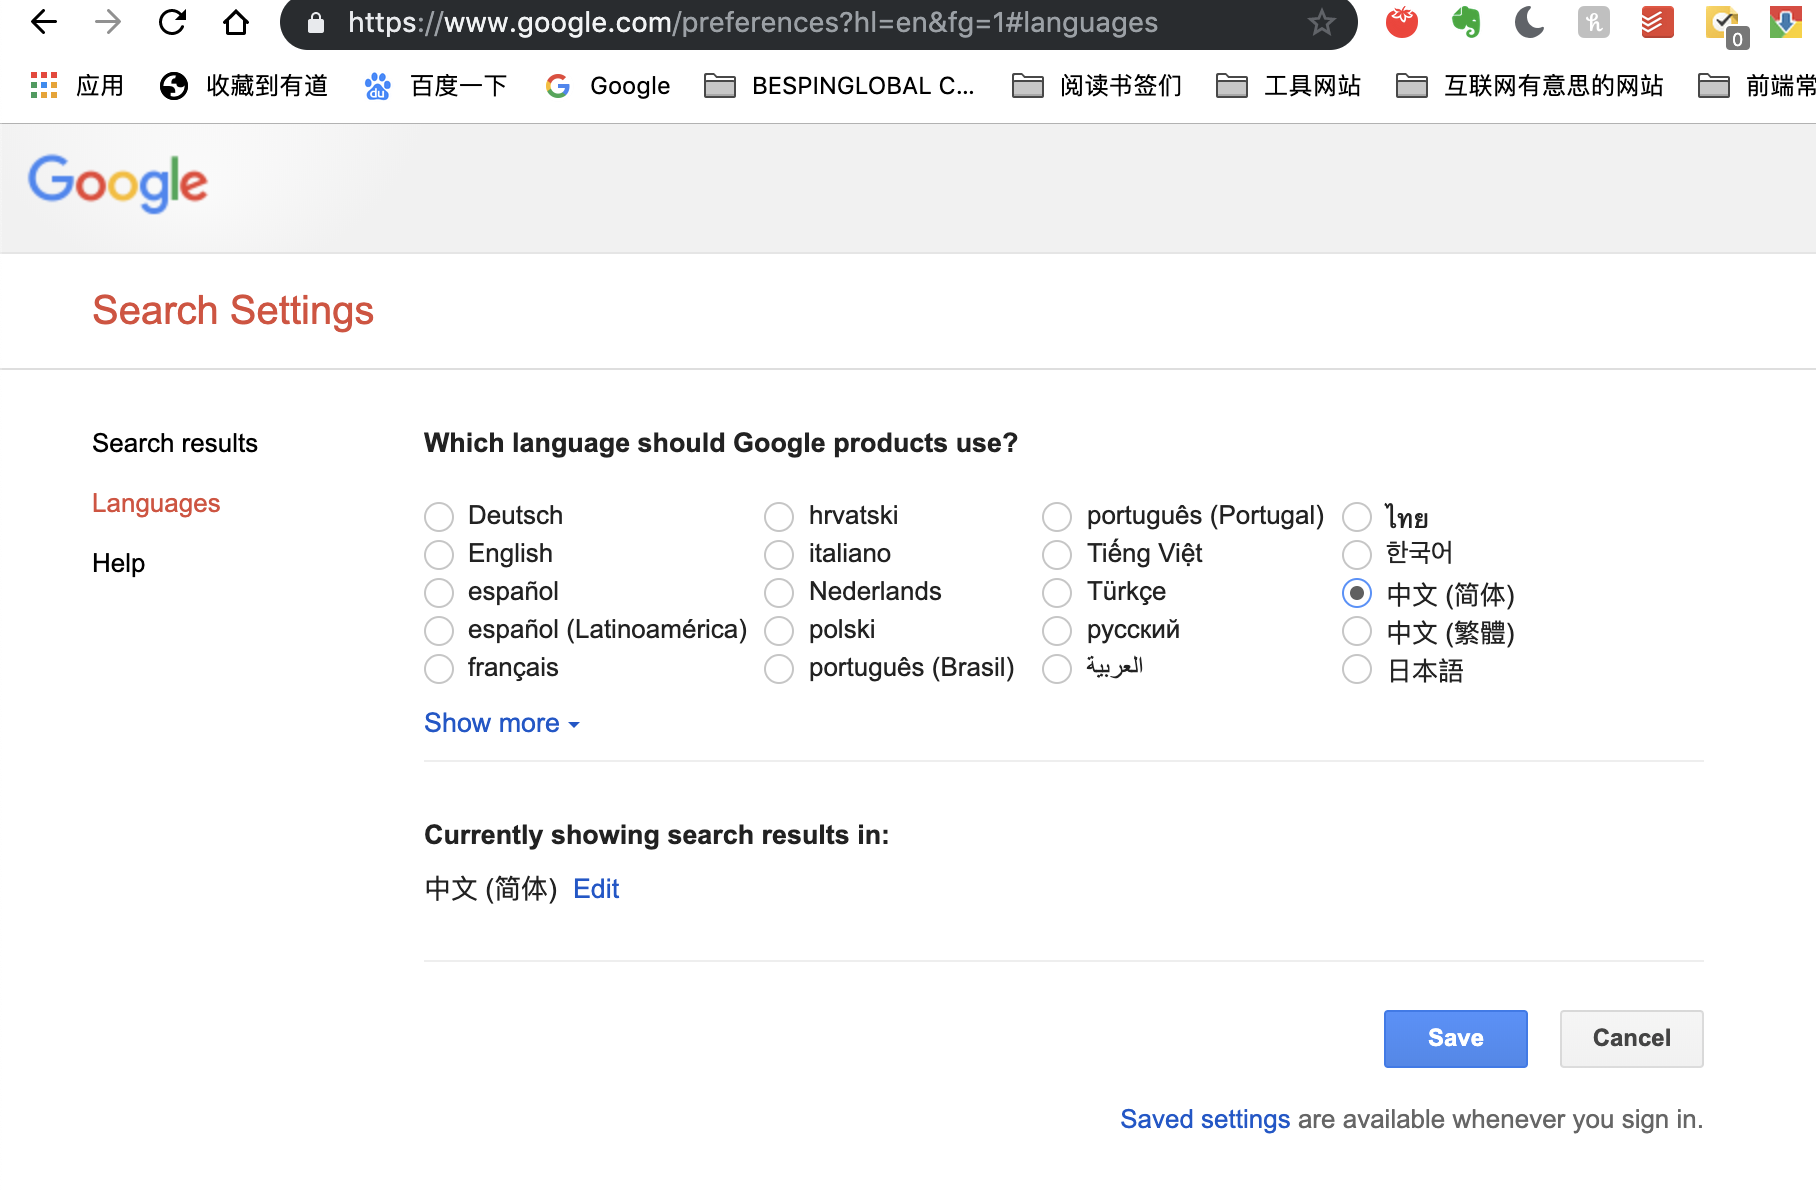 https://www.google.com/preferences?hl=en&fg=1#languages
0
应用 收藏到有道 百度一下 Google BESPINGLOBAL C... 阅读书签们 工具网站 互联网有意思的网站 前端常
Google
Search Settings
Search results
Languages
Help
Which language should Google products use?
Deutsch hrvatski português (Portugal) ไทย
English italiano Tiếng Việt 한국어
español Nederlands Türkçe 中文 (简体)
español (Latinoamérica) polski русский 中文 (繁體)
français português (Brasil) العربية 日本語
Show more
Currently showing search results in:
中文 (简体) Edit
Save Cancel
Saved settings are available whenever you sign in.